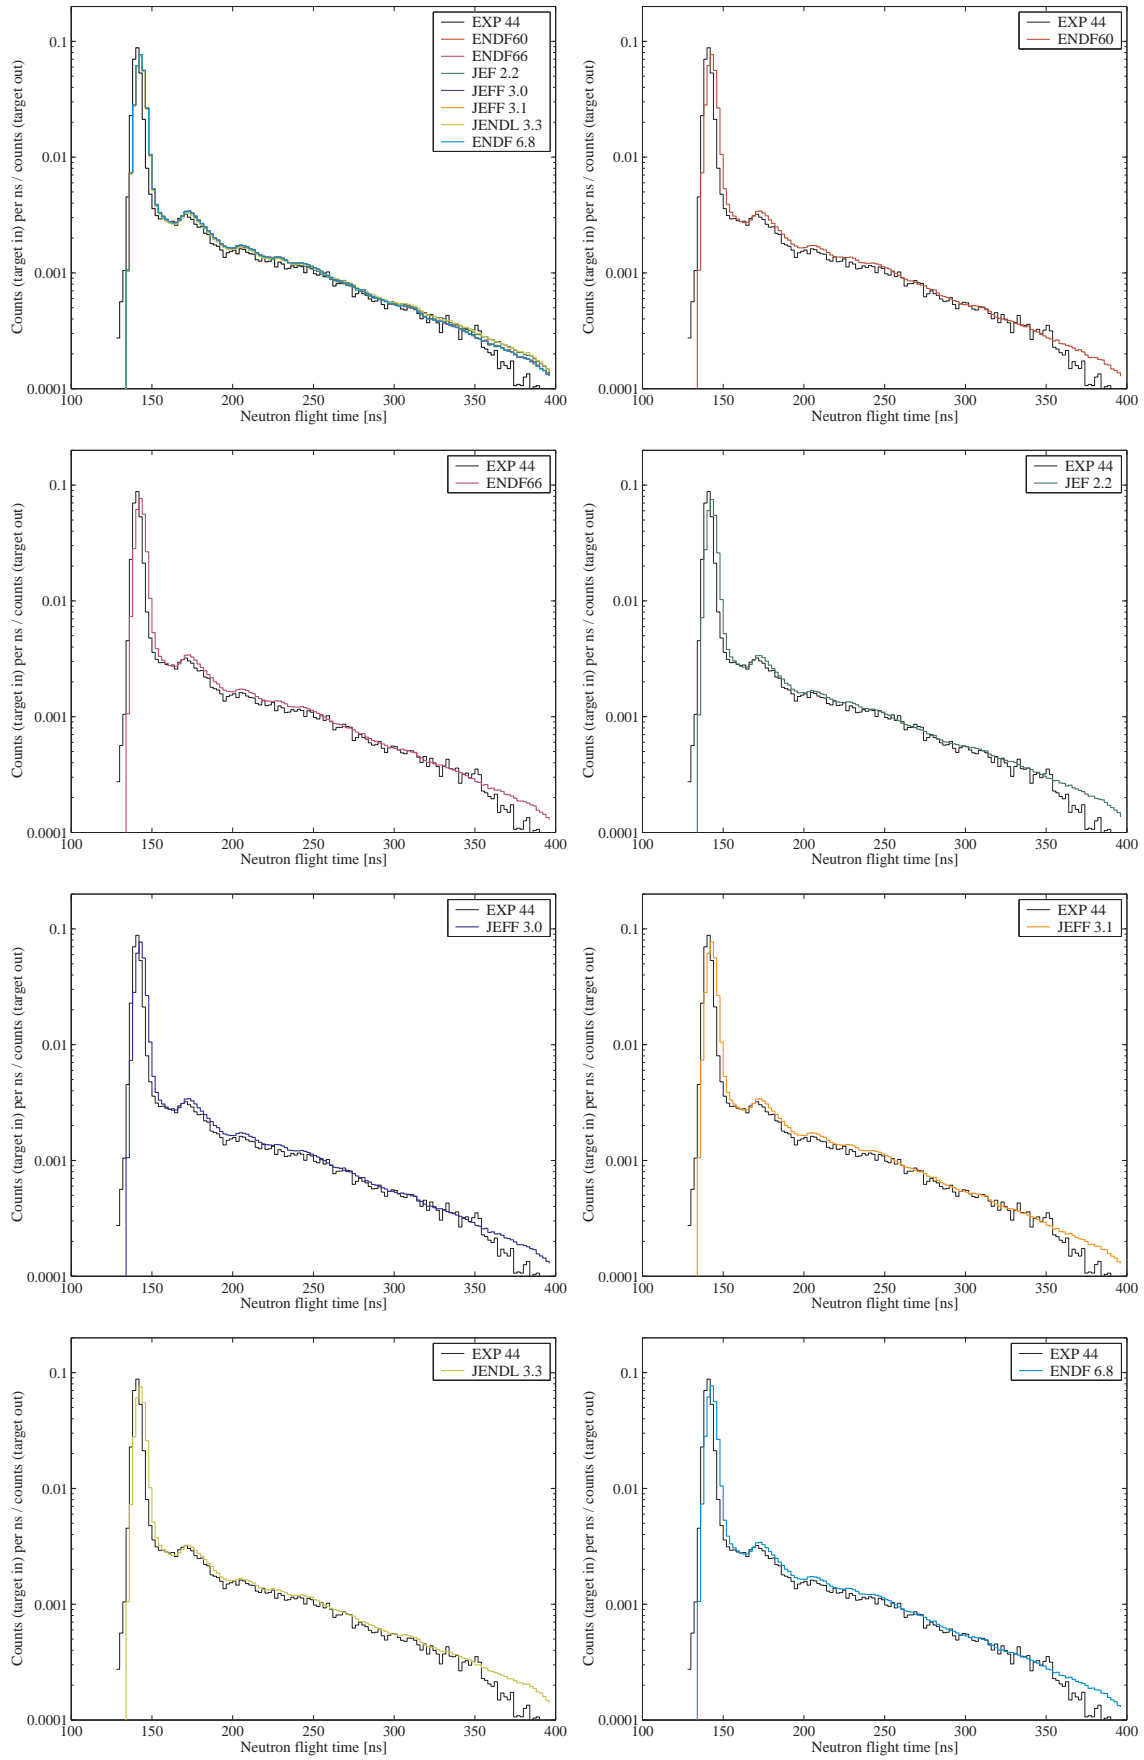 EXP 44
ENDF60
ENDF66
JEF 2.2
JEFF 3.0
JEFF 3.1
JENDL 3.3
ENDF 6.8
0.1
0.01
0.001
0.0001
100
150
200
250
300
350
400
Neutron flight time [ns]
Counts (target in) per ns / counts (target out)
EXP 44
ENDF60
0.1
0.01
0.001
0.0001
100
150
200
250
300
350
400
Neutron flight time [ns]
Counts (target in) per ns / counts (target out)
EXP 44
ENDF66
0.1
0.01
0.001
0.0001
100
150
200
250
300
350
400
Neutron flight time [ns]
Counts (target in) per ns / counts (target out)
EXP 44
JEF 2.2
0.1
0.01
0.001
0.0001
100
150
200
250
300
350
400
Neutron flight time [ns]
Counts (target in) per ns / counts (target out)
EXP 44
JEFF 3.0
0.1
0.01
0.001
0.0001
100
150
200
250
300
350
400
Neutron flight time [ns]
Counts (target in) per ns / counts (target out)
EXP 44
JEFF 3.1
0.1
0.01
0.001
0.0001
100
150
200
250
300
350
400
Neutron flight time [ns]
Counts (target in) per ns / counts (target out)
EXP 44
JENDL 3.3
0.1
0.01
0.001
0.0001
100
150
200
250
300
350
400
Neutron flight time [ns]
Counts (target in) per ns / counts (target out)
EXP 44
ENDF 6.8
0.1
0.01
0.001
0.0001
100
150
200
250
300
350
400
Neutron flight time [ns]
Counts (target in) per ns / counts (target out)